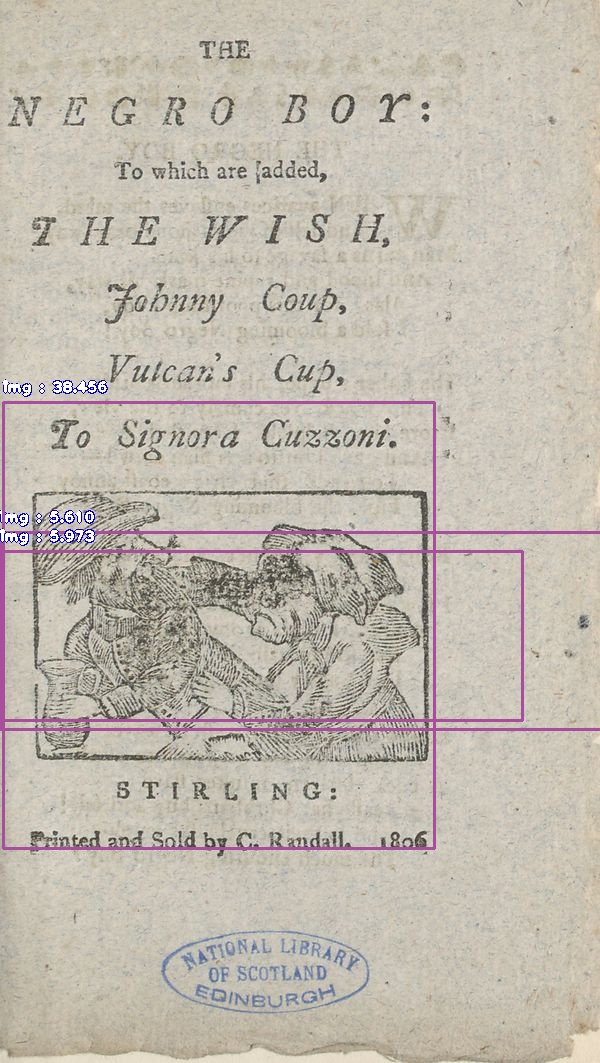 THE
NEGRO BOY:
To which are added,
THE WISH,
Johnny Coup,
Vulcan's Cup,
img : 38.456
To Signora Cuzzoni.
img : 5.610
img : 5.973
STIRLING:
Printed and Sold by C. Randall. 1806
NATIONAL LIBRARY
OF SCOTLAND
EDINBURGH